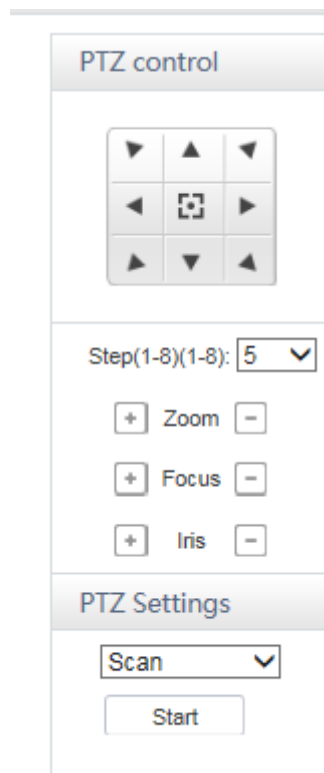 PTZ control
Step(1-8)(1-8): 5
+ Zoom -
+ Focus -
+ Iris -
PTZ Settings
Scan
Start